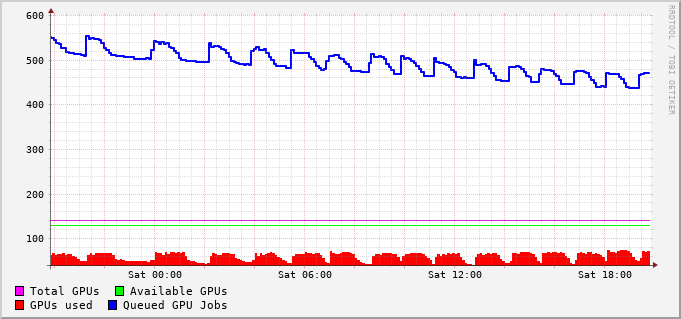 600
500
400
300
200
100
Sat 00:00 Sat 06:00 Sat 12:00 Sat 18:00
Total GPUs Available GPUs
GPUs used Queued GPU Jobs
RRDTOOL / TOBI OETIKER